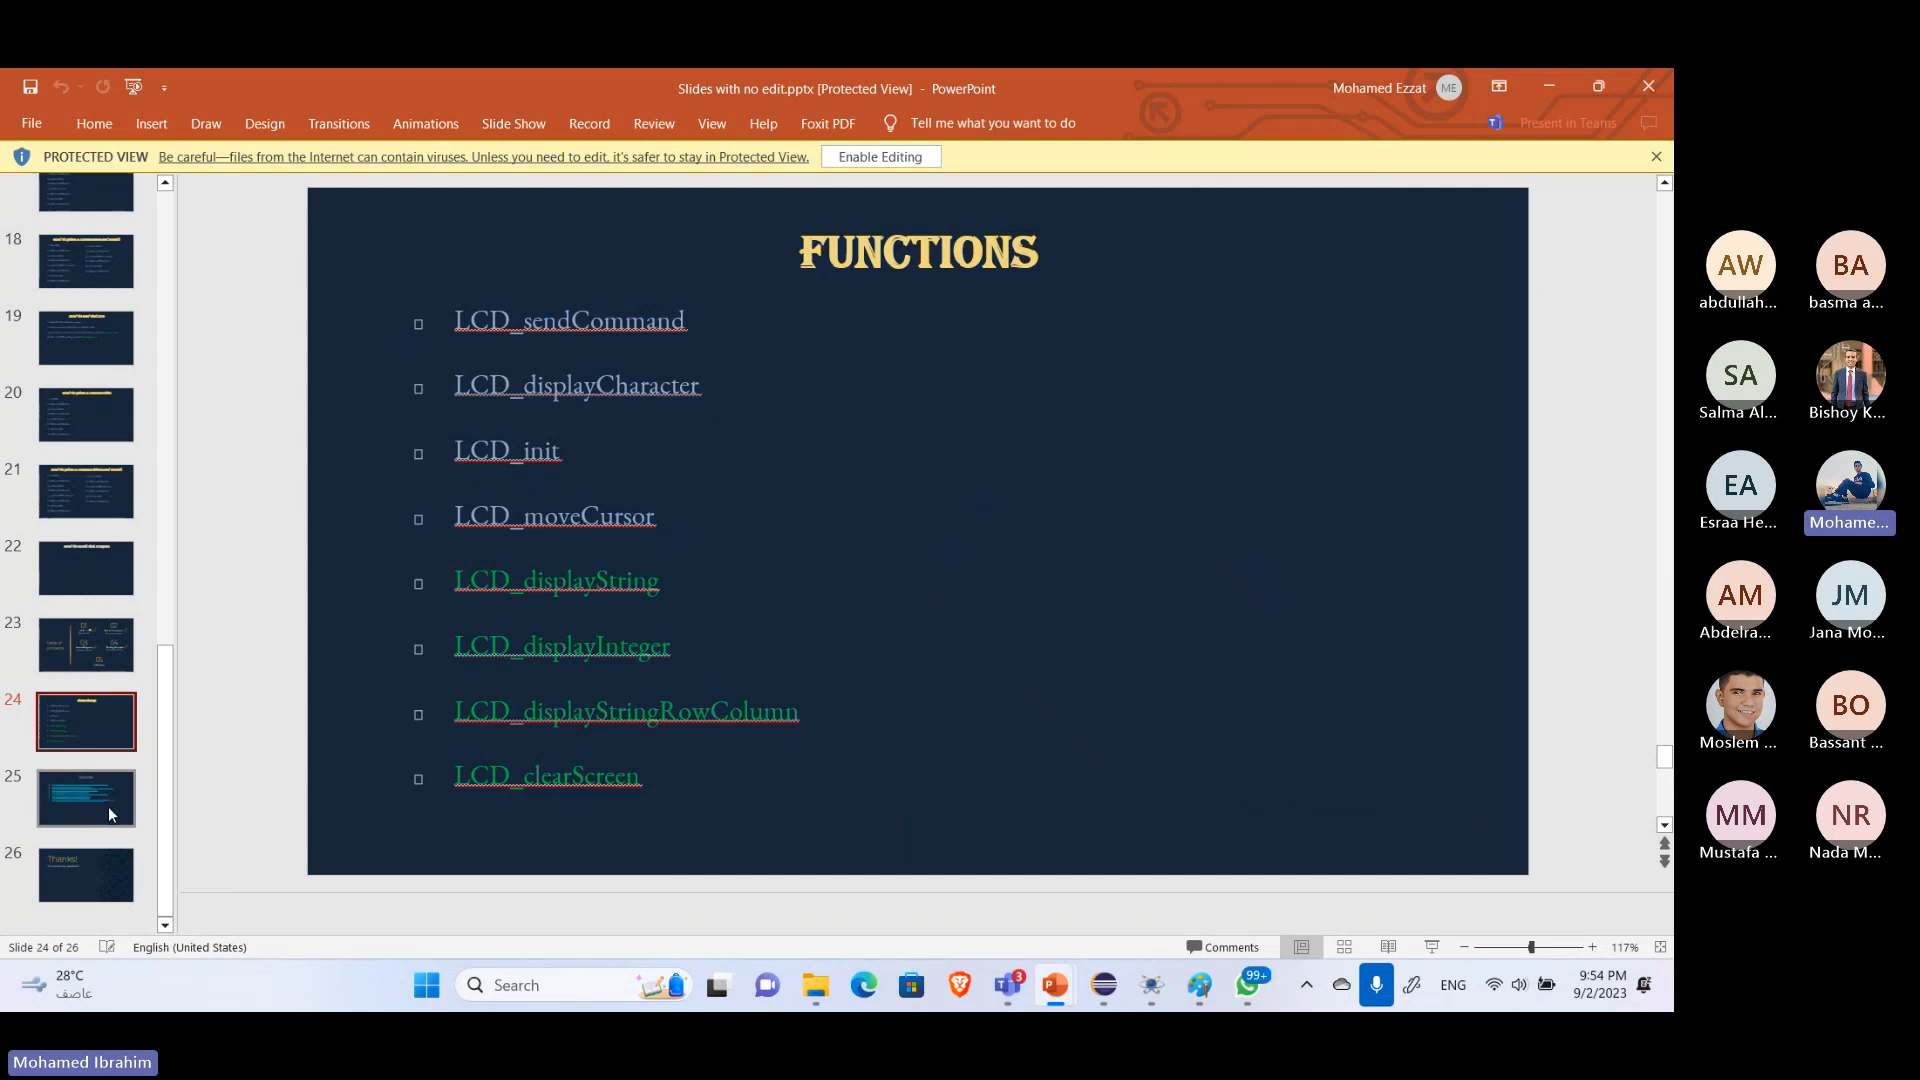 Slides with no edit.pptx [Protected View] - PowerPoint
Mohamed Ezzat
ME
File Home Insert Draw Design Transitions Animations Slide Show Record Review View Help Foxit PDF Tell me what you want to do
Present in Teams
PROTECTED VIEW Be careful—files from the Internet can contain viruses. Unless you need to edit, it's safer to stay in Protected View. Enable Editing
18
19
20
21
22
23
24
25
26
Thanks!
FUNCTIONS
LCD_sendCommand
LCD_displayCharacter
LCD_init
LCD_moveCursor
LCD_displayString
LCD_displayInteger
LCD_displayStringRowColumn
LCD_clearScreen
AW
abdullah...
BA
basma a...
SA
Salma Al...
Bishoy K...
EA
Esraa He...
Mohame...
AM
Abdelra...
JM
Jana Mo...
Moslem ...
BO
Bassant ...
MM
Mustafa ...
NR
Nada M...
Slide 24 of 26 English (United States)
Comments
117%
28°C
عاصف
Search
3
99+
ENG
9:54 PM
9/2/2023
Mohamed Ibrahim